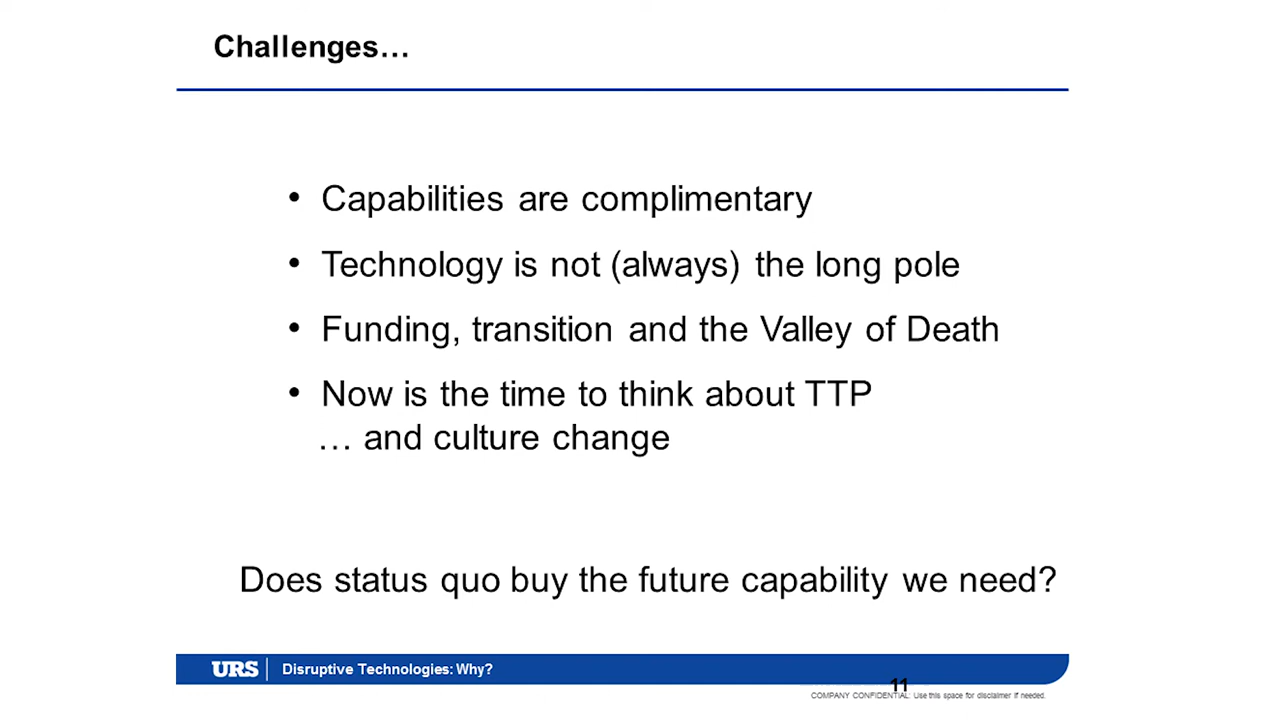 Challenges…
• Capabilities are complimentary
• Technology is not (always) the long pole
• Funding, transition and the Valley of Death
• Now is the time to think about TTP
… and culture change
Does status quo buy the future capability we need?
URS Disruptive Technologies: Why?
11
COMPANY CONFIDENTIAL: Use this space for disclaimer if needed.